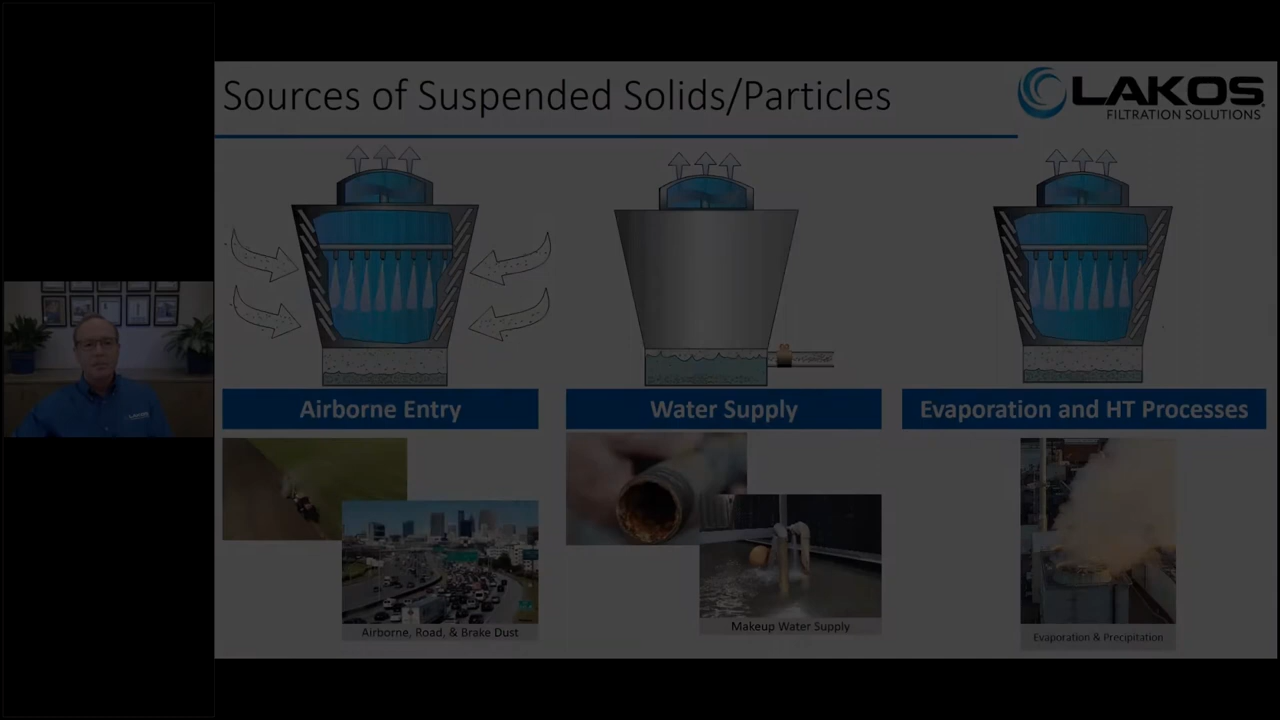 Sources of Suspended Solids/Particles
LAKOS
FILTRATION SOLUTIONS
Airborne Entry
Water Supply
Evaporation and HT Processes
Airborne, Road, & Brake Dust
Makeup Water Supply
Evaporation & Precipitation